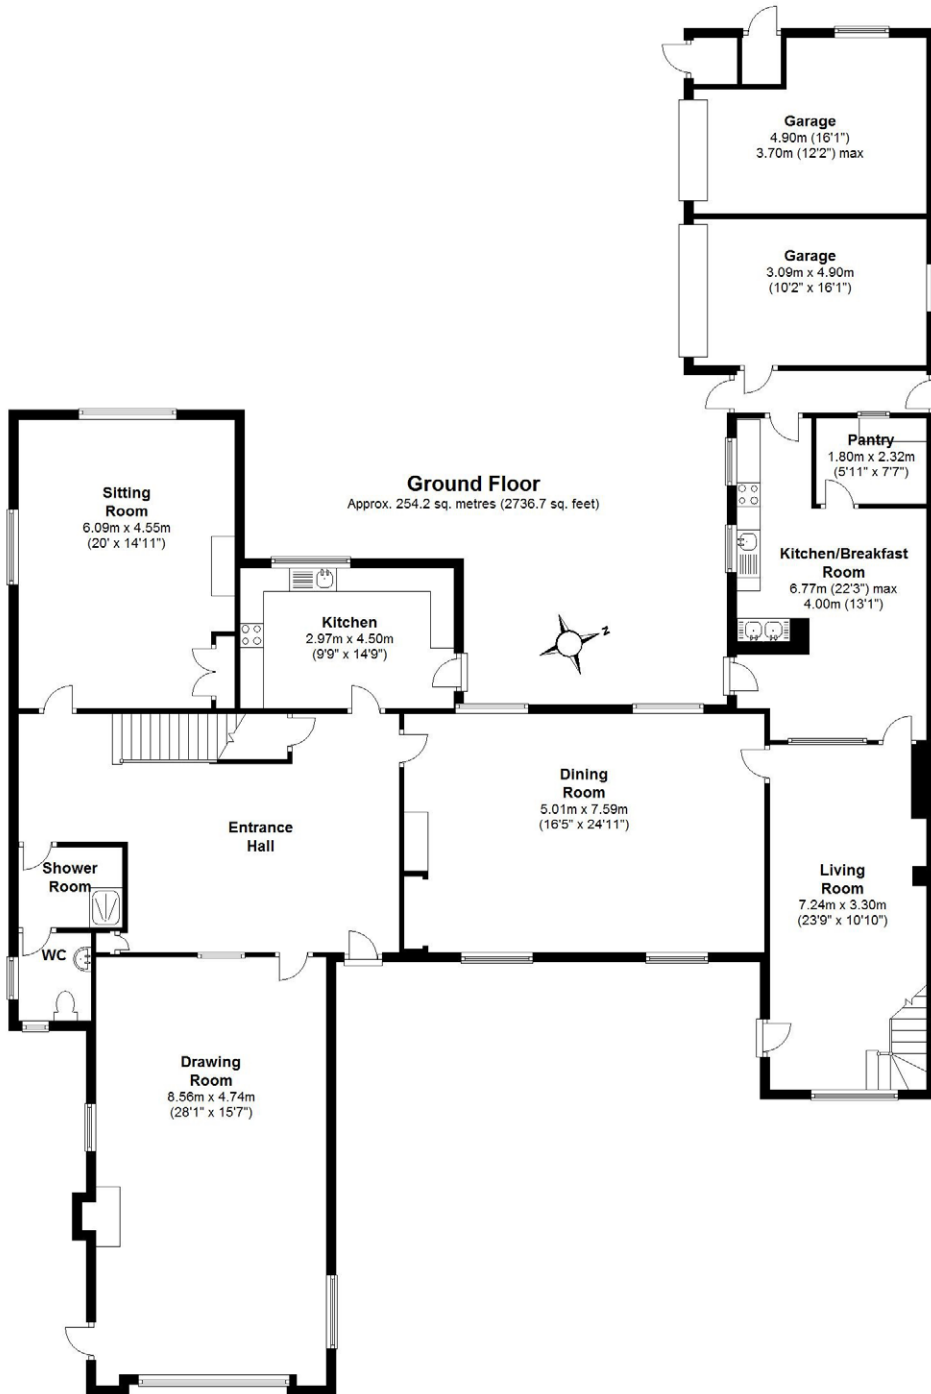 Garage
4.90m (16'1")
3.70m (12'2") max
Garage
3.09m x 4.90m
(10'2" x 16'1")
Pantry
1.80m x 2.32m
(5'11" x 7'7")
Ground Floor
Approx. 254.2 sq. metres (2736.7 sq. feet)
Sitting
Room
6.09m x 4.55m
(20' x 14'11")
Kitchen/Breakfast
Room
6.77m (22'3") max
4.00m (13'1")
Kitchen
2.97m x 4.50m
(9'9" x 14'9")
N
Dining
Room
5.01m x 7.59m
(16'5" x 24'11")
Entrance
Hall
Shower
Room
Living
Room
7.24m x 3.30m
(23'9" x 10'10")
WC
Drawing
Room
8.56m x 4.74m
(28'1" x 15'7")